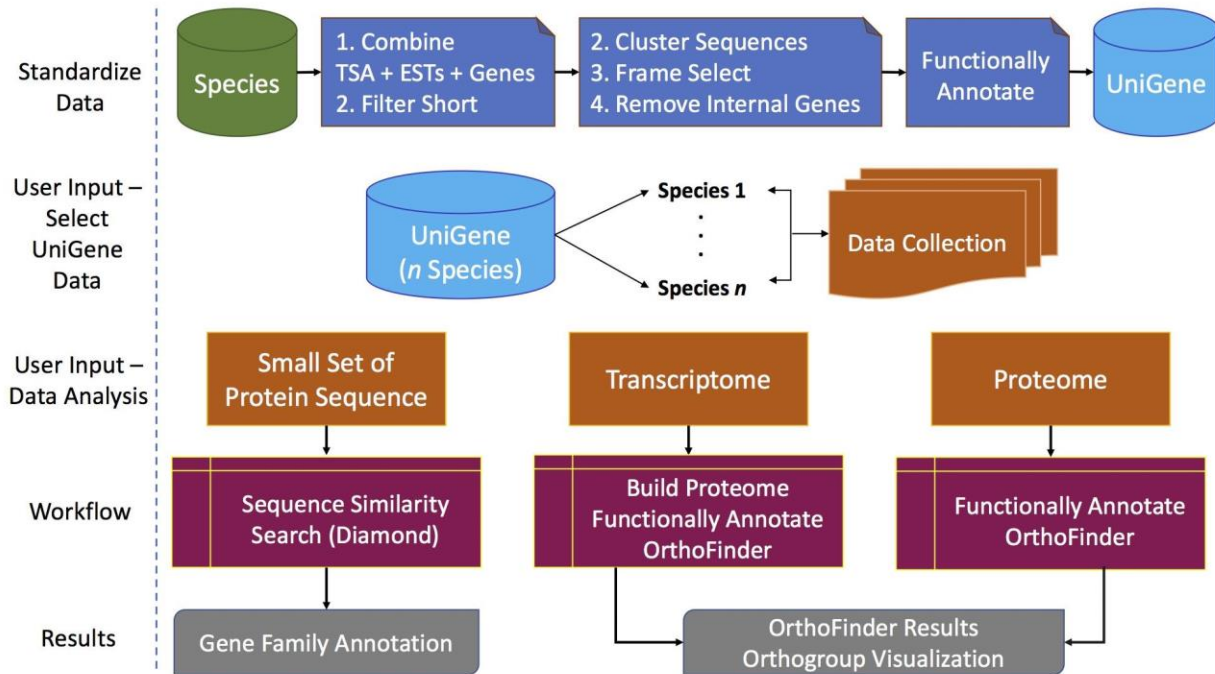 Standardize
Data
Species
1. Combine
TSA + ESTs + Genes
2. Filter Short
2. Cluster Sequences
3. Frame Select
4. Remove Internal Genes
Functionally
Annotate
UniGene
User Input –
Select
UniGene
Data
UniGene
(n Species)
Species 1
.
.
.
Species n
Data Collection
User Input –
Data Analysis
Small Set of
Protein Sequence
Transcriptome
Proteome
Workflow
Sequence Similarity
Search (Diamond)
Build Proteome
Functionally Annotate
OrthoFinder
Functionally Annotate
OrthoFinder
Results
Gene Family Annotation
OrthoFinder Results
Orthogroup Visualization